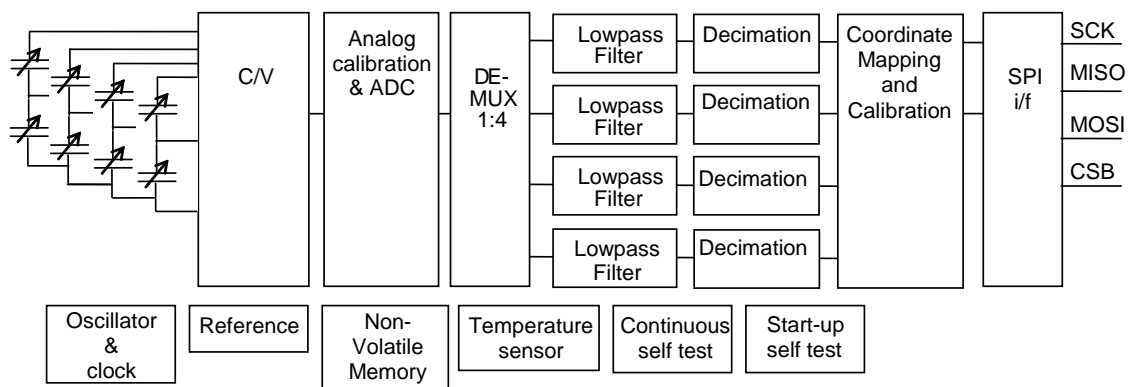 C/V
Analog
calibration
& ADC
DE-
MUX
1:4
Lowpass
Filter
Decimation
Lowpass
Filter
Decimation
Lowpass
Filter
Decimation
Lowpass
Filter
Decimation
Coordinate
Mapping
and
Calibration
SPI
i/f
SCK
MISO
MOSI
CSB
Oscillator
&
clock
Reference
Non-
Volatile
Memory
Temperature
sensor
Continuous
self test
Start-up
self test